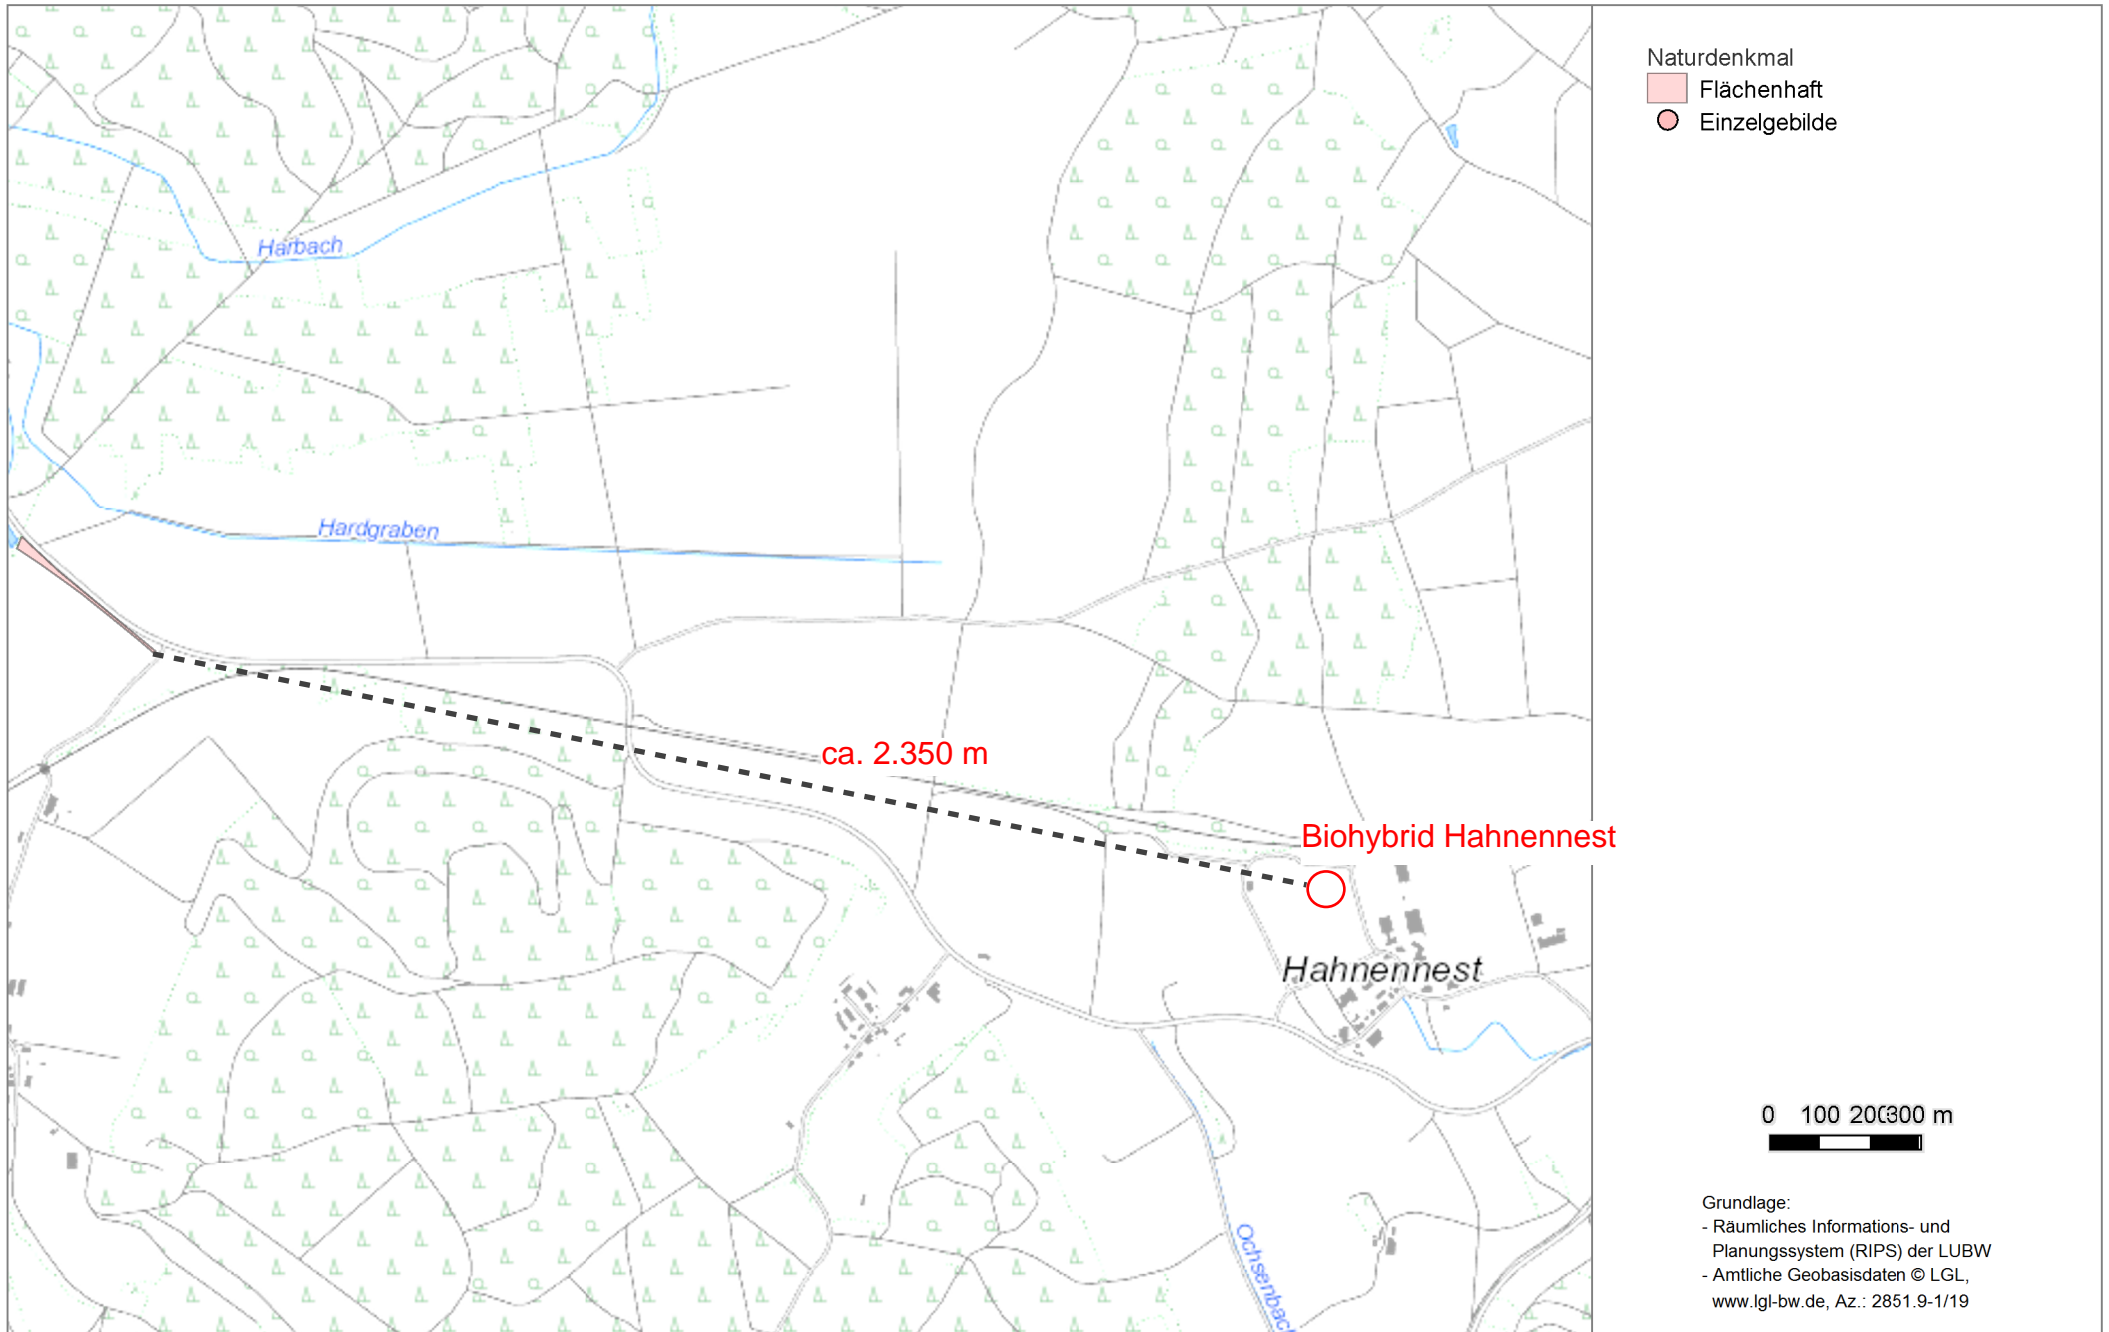 Naturdenkmal
Flächenhaft
Einzelgebilde
Harbach
Hardgraben
ca. 2.350 m
Biohybrid Hahnennest
Hahnennest
Ochsenbach
0 100 200 300 m
Grundlage:
- Räumliches Informations- und
Planungssystem (RIPS) der LUBW
- Amtliche Geobasisdaten © LGL,
www.lgl-bw.de, Az.: 2851.9-1/19